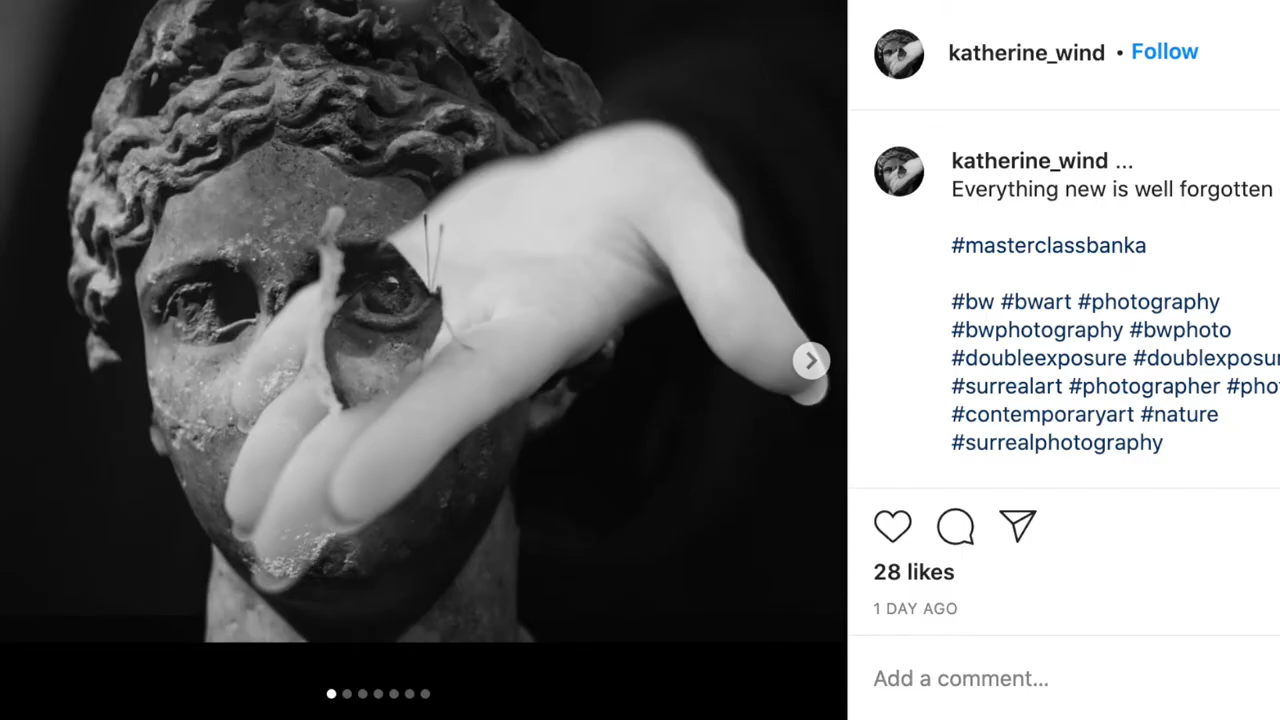 katherine_wind • Follow
katherine_wind ...
Everything new is well forgotten
#masterclassbanka
#bw #bwart #photography
#bwphotography #bwphoto
#doubleexposure
#surrealart #photographer
#contemporaryart #nature
#surrealphotography
28 likes
1 DAY AGO
Add a comment...